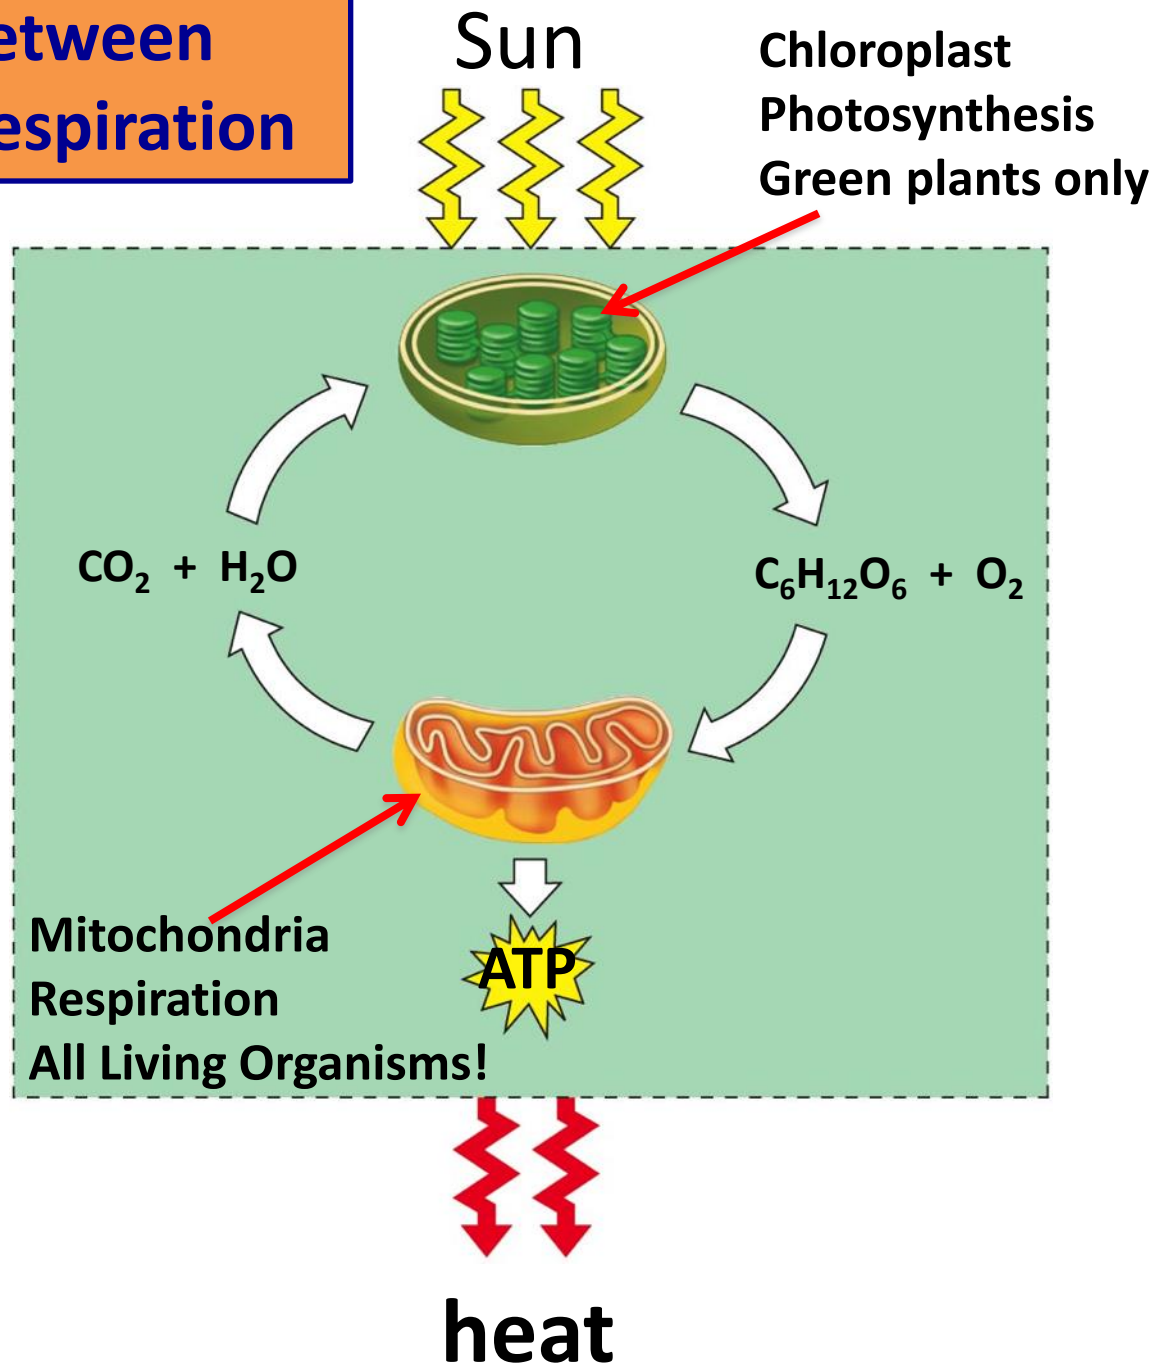 etween
espiration
Sun
Chloroplast
Photosynthesis
Green plants only
CO₂ + H₂O
C₆H₁₂O₆ + O₂
Mitochondria
Respiration
All Living Organisms!
ATP
heat